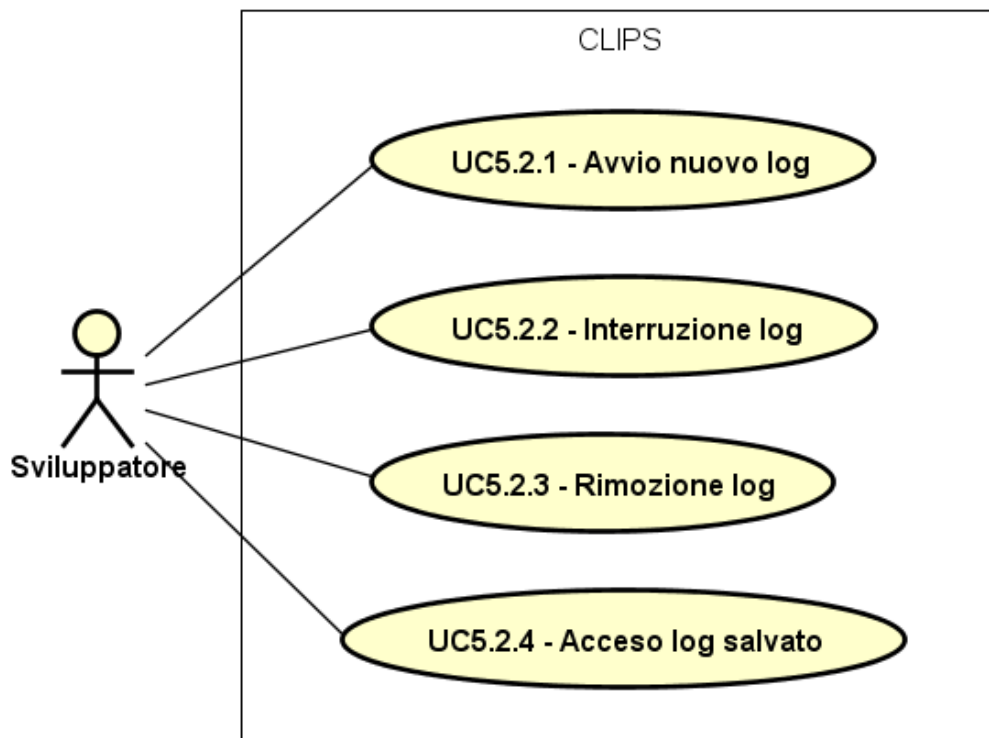 CLIPS
UC5.2.1 - Avvio nuovo log
UC5.2.2 - Interruzione log
Sviluppatore
UC5.2.3 - Rimozione log
UC5.2.4 - Acceso log salvato